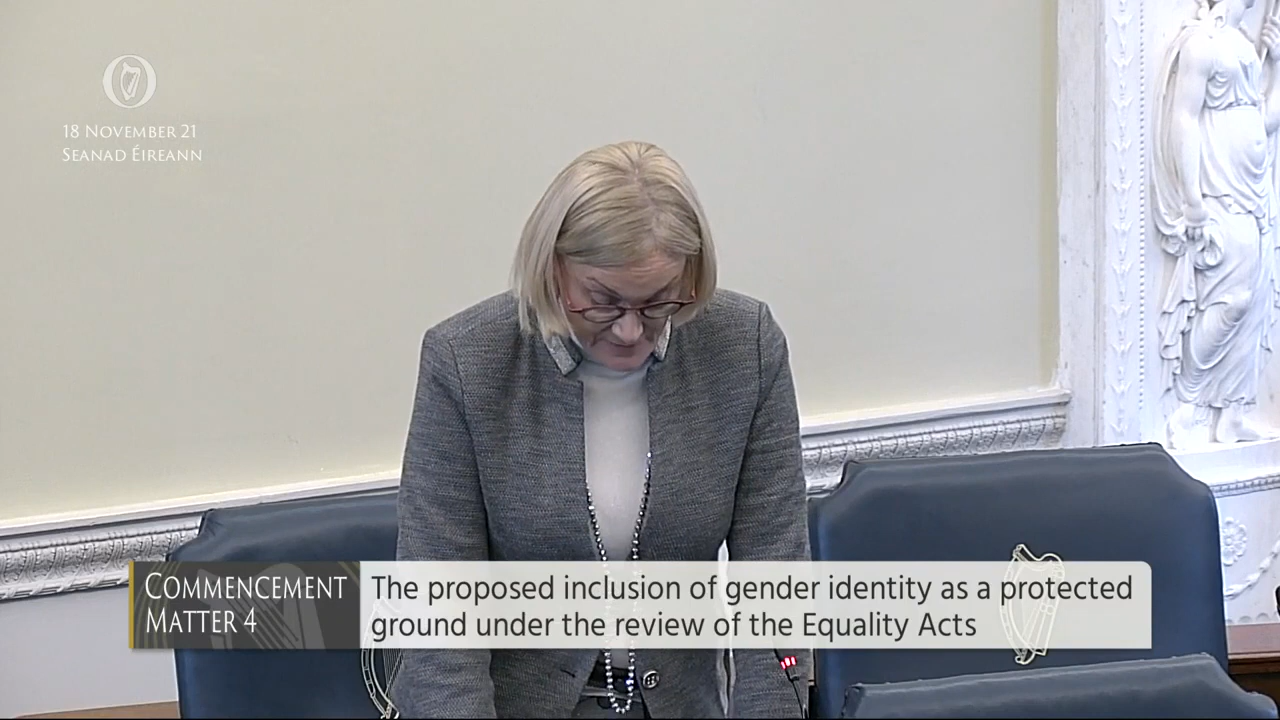 18 November 21
Seanad Éireann
Commencement
Matter 4
The proposed inclusion of gender identity as a protected
ground under the review of the Equality Acts